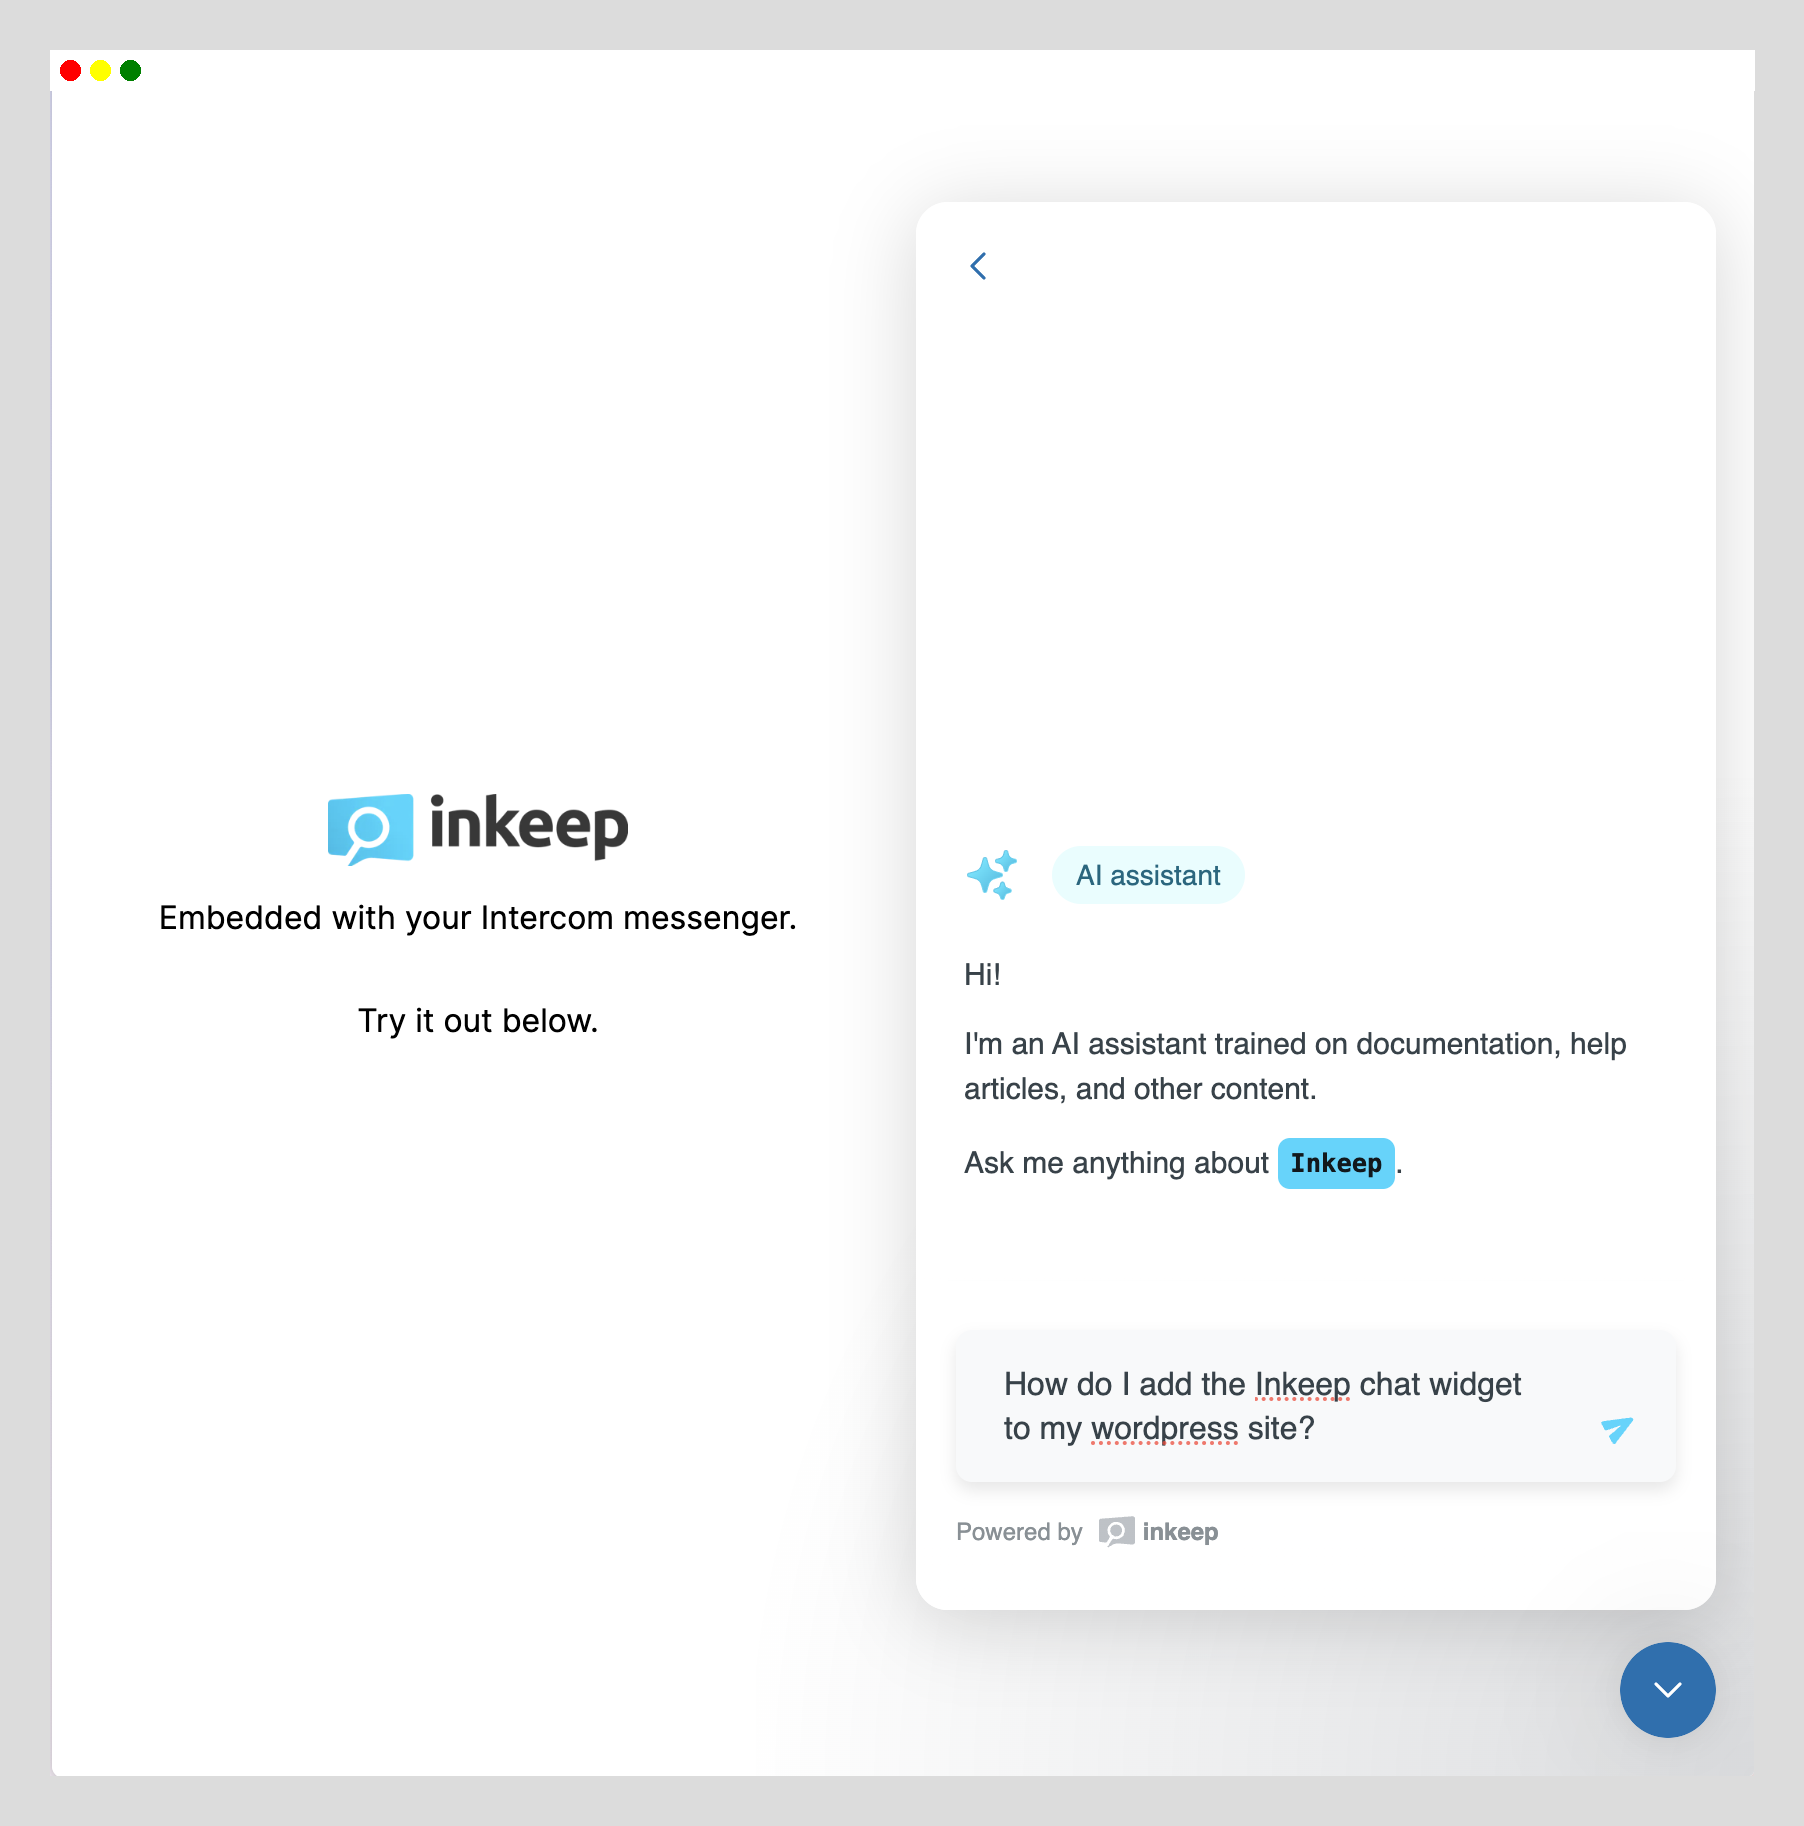 inkeep
Embedded with your Intercom messenger.
Try it out below.
AI assistant
Hi!
I'm an AI assistant trained on documentation, help
articles, and other content.
Ask me anything about Inkeep.
How do I add the Inkeep chat widget
to my wordpress site?
Powered by inkeep